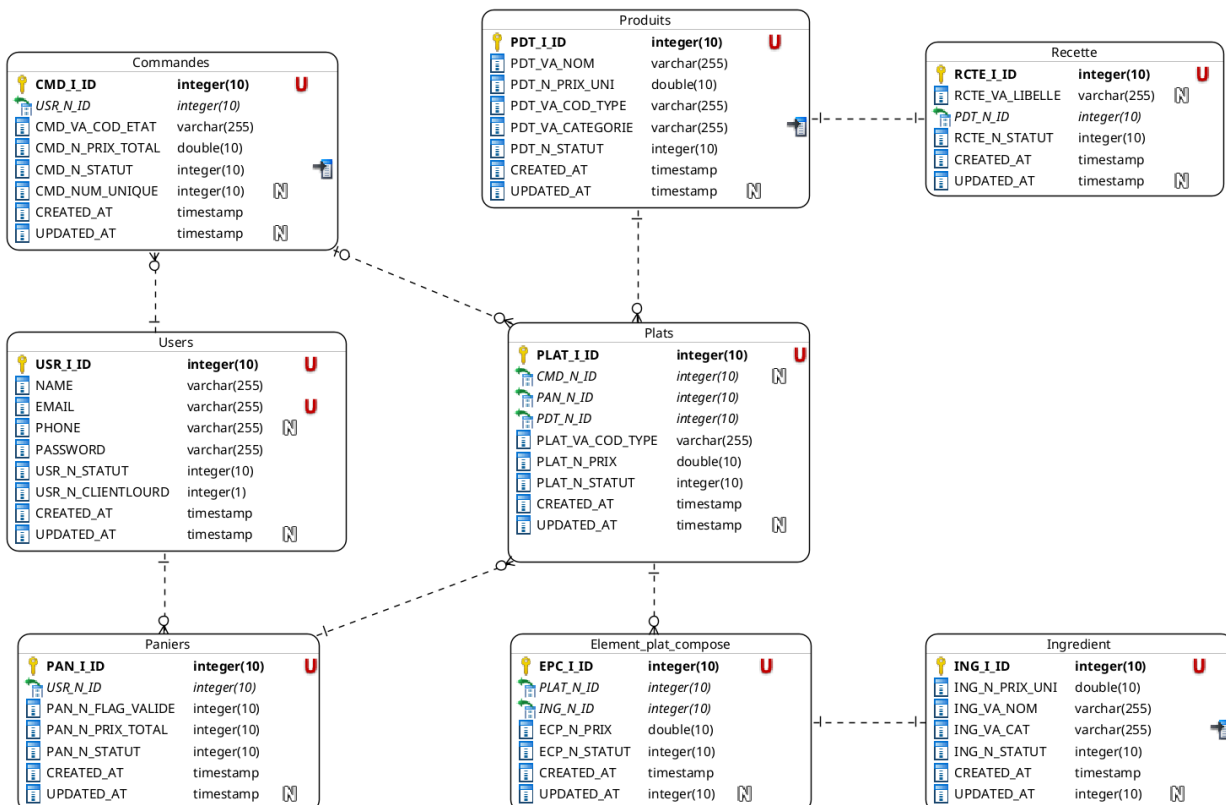 Produits
PDT_I_ID integer(10) U
PDT_VA_NOM varchar(255)
PDT_N_PRIX_UNI double(10)
PDT_VA_COD_TYPE varchar(255)
PDT_VA_CATEGORIE varchar(255)
PDT_N_STATUT integer(10)
CREATED_AT timestamp
UPDATED_AT timestamp N
Commandes
CMD_I_ID integer(10) U
USR_N_ID integer(10)
CMD_VA_COD_ETAT varchar(255)
CMD_N_PRIX_TOTAL double(10)
CMD_N_STATUT integer(10)
CMD_NUM_UNIQUE integer(10) N
CREATED_AT timestamp
UPDATED_AT timestamp N
Recette
RCTE_I_ID integer(10) U
RCTE_VA_LIBELLE varchar(255) N
PDT_N_ID integer(10)
RCTE_N_STATUT integer(10)
CREATED_AT timestamp
UPDATED_AT timestamp N
Users
USR_I_ID integer(10) U
NAME varchar(255)
EMAIL varchar(255) U
PHONE varchar(255) N
PASSWORD varchar(255)
USR_N_STATUT integer(10)
USR_N_CLIENTLOURD integer(1)
CREATED_AT timestamp
UPDATED_AT timestamp N
Plats
PLAT_I_ID integer(10) U
CMD_N_ID integer(10) N
PAN_N_ID integer(10)
PDT_N_ID integer(10)
PLAT_VA_COD_TYPE varchar(255)
PLAT_N_PRIX double(10)
PLAT_N_STATUT integer(10)
CREATED_AT timestamp
UPDATED_AT timestamp N
Paniers
PAN_I_ID integer(10) U
USR_N_ID integer(10)
PAN_N_FLAG_VALIDE integer(10)
PAN_N_PRIX_TOTAL integer(10)
PAN_N_STATUT integer(10)
CREATED_AT timestamp
UPDATED_AT timestamp N
Element_plat_compose
EPC_I_ID integer(10) U
PLAT_N_ID integer(10)
ING_N_ID integer(10)
ECP_N_PRIX double(10)
ECP_N_STATUT integer(10)
CREATED_AT timestamp
UPDATED_AT integer(10) N
Ingredient
ING_I_ID integer(10) U
ING_N_PRIX_UNI double(10)
ING_VA_NOM varchar(255)
ING_VA_CAT varchar(255)
ING_N_STATUT integer(10)
CREATED_AT timestamp
UPDATED_AT integer(10) N